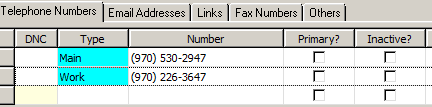 Telephone Numbers Email Addresses Links Fax Numbers Others
DNC Type Number Primary? Inactive?
Main (970) 530-2947
Work (970) 226-3647